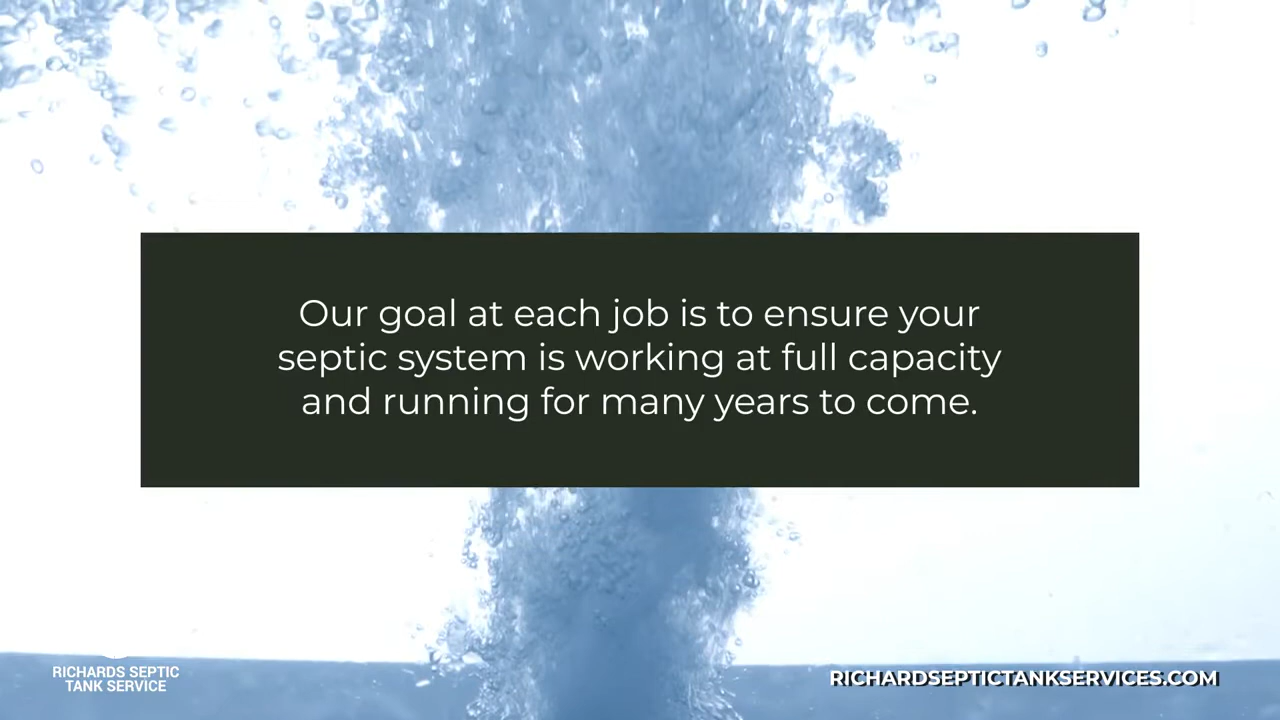 Our goal at each job is to ensure your
septic system is working at full capacity
and running for many years to come.
RICHARDS SEPTIC
TANK SERVICE
RICHARDSEPTICTANKSERVICES.COM